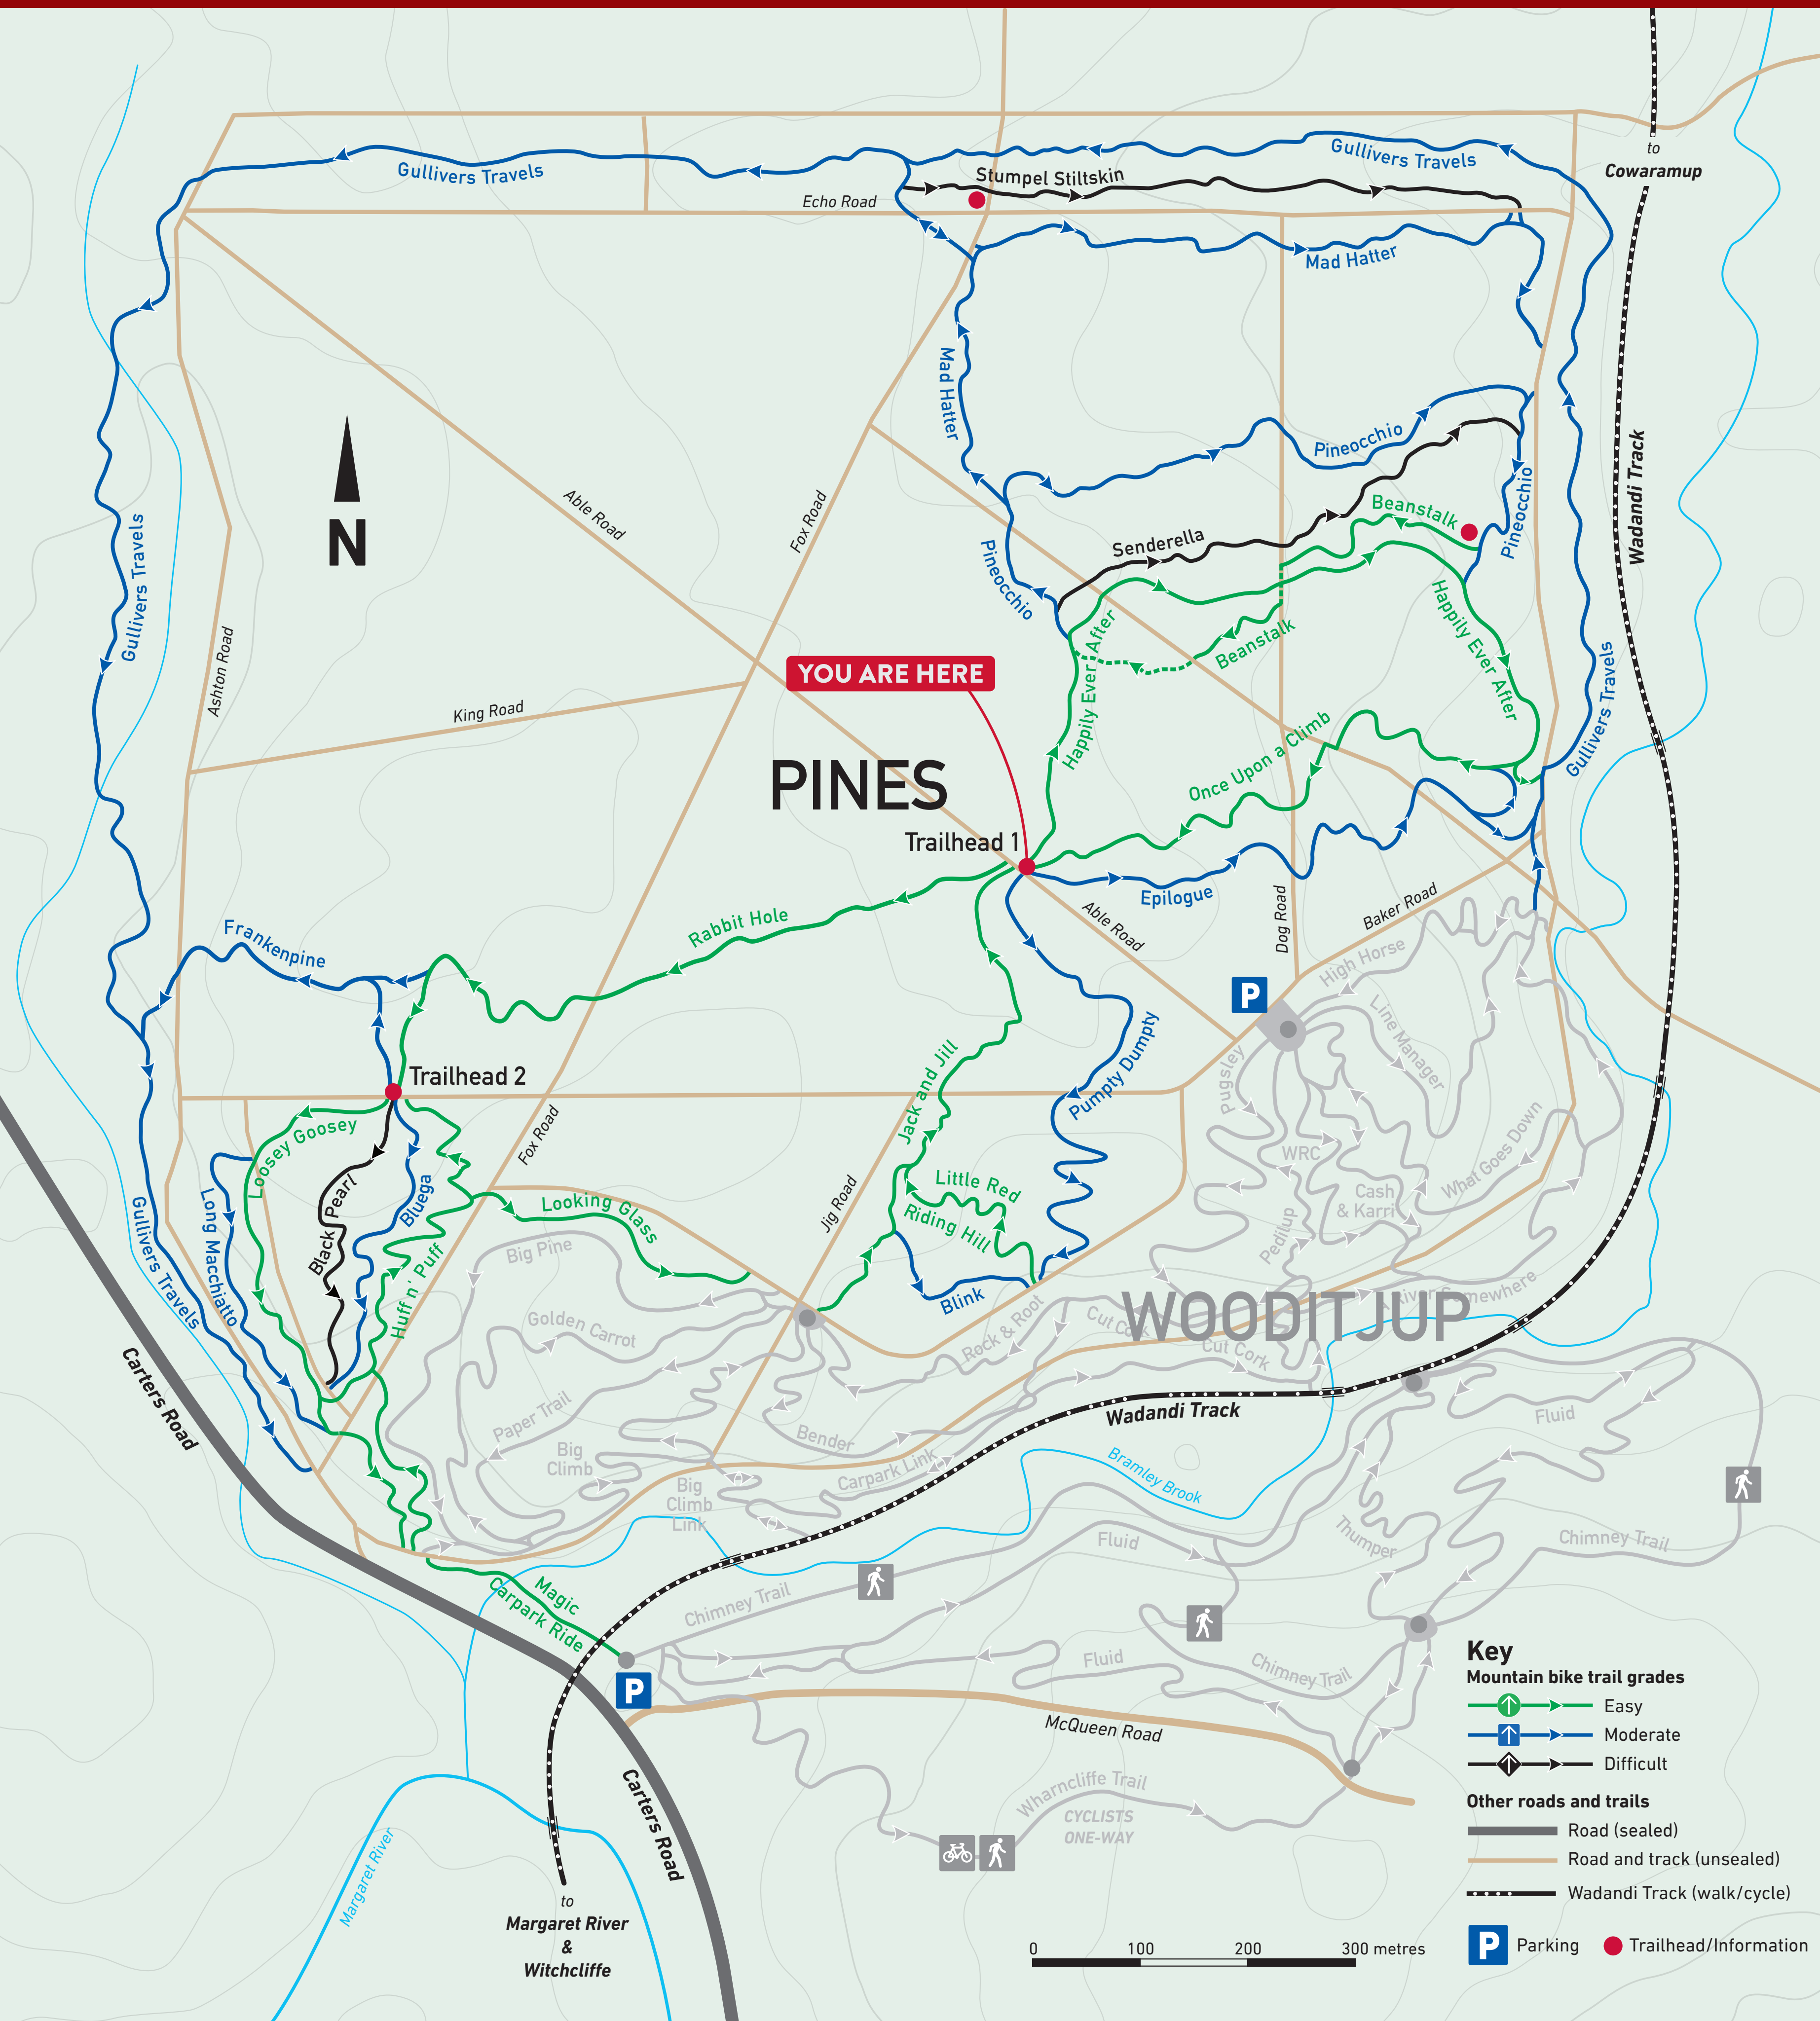 to
Cowaramup
Gullivers Travels
Gullivers Travels
Stumpel Stiltskin
Echo Road
Mad Hatter
Mad Hatter
Pineocchio
Wadandi Track
N
Able Road
Fox Road
Beanstalk
Pineocchio
Senderella
Pineocchio
Gullivers Travels
Happily Ever After
Beanstalk
Happily Ever After
Ashton Road
YOU ARE HERE
King Road
Gullivers Travels
PINES
Once Upon a Climb
Trailhead 1
Epilogue
Rabbit Hole
Able Road
Dog Road
Baker Road
Frankenpine
High Horse
P
Line Manager
Trailhead 2
Jack and Jill
Pumpty Dumpty
Pugsley
Loosey Goosey
Fox Road
What Goes Down
WRC
Black Pearl
Bluega
Looking Glass
Little Red
Riding Hill
Jig Road
Cash
& Karri
Gullivers Travels
Long Macchiatto
Huff n' Puff
Big Pine
Pedilup
Blink
River Somewhere
WOODITJUP
Golden Carrot
Rock & Root
Cut Cork
Cut Cork
Carters Road
Wadandi Track
Paper Trail
Bender
Fluid
Big
Climb
Carpark Link
Bramley Brook
Big
Climb
Link
Fluid
Thumper
Chimney Trail
Magic
Carpark Ride
Chimney Trail
P
Fluid
Chimney Trail
McQueen Road
Carters Road
Wharncliffe Trail
CYCLISTS
ONE-WAY
Margaret River
to
Margaret River
&
Witchcliffe
0 100 200 300 metres
Key
Mountain bike trail grades
Easy
Moderate
Difficult
Other roads and trails
Road (sealed)
Road and track (unsealed)
Wadandi Track (walk/cycle)
P Parking
Trailhead/Information